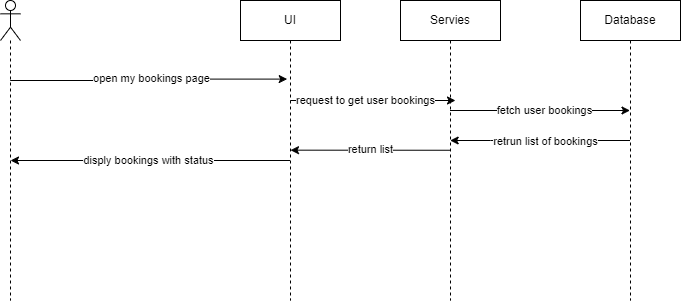 UI
Servies
Database
open my bookings page
request to get user bookings
fetch user bookings
retrun list of bookings
return list
disply bookings with status